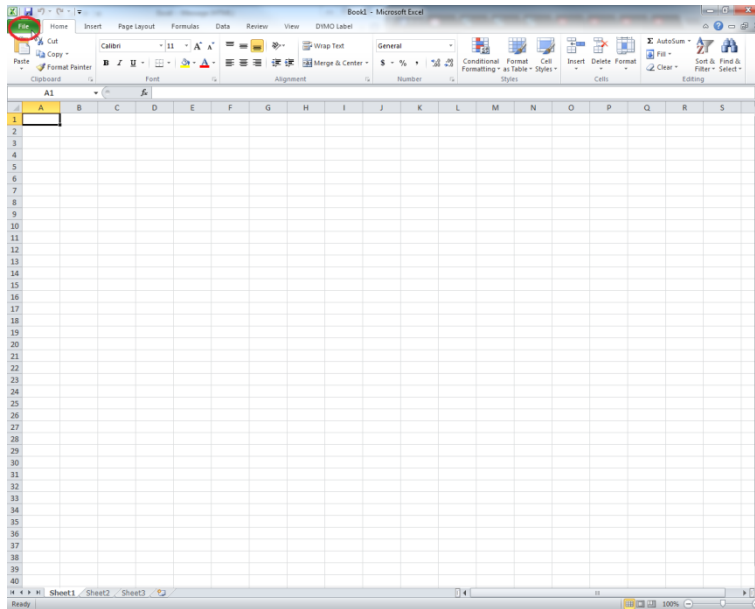 Book1 - Microsoft Excel
File Home Insert Page Layout Formulas Data Review View DYMO Label
Cut
Copy
Format Painter
Paste
Calibri 11
B I U
Wrap Text
Merge & Center
General
$ % ,
Conditional Formatting
Format as Table
Cell Styles
Insert Delete Format
Σ AutoSum
Fill
Clear
Sort & Filter
Find & Select
Clipboard Font Alignment Number Styles Cells Editing
A1 fx
A B C D E F G H I J K L M N O P Q R S
1
2
3
4
5
6
7
8
9
10
11
12
13
14
15
16
17
18
19
20
21
22
23
24
25
26
27
28
29
30
31
32
33
34
35
36
37
38
39
40
Sheet1 Sheet2 Sheet3
Ready 100%